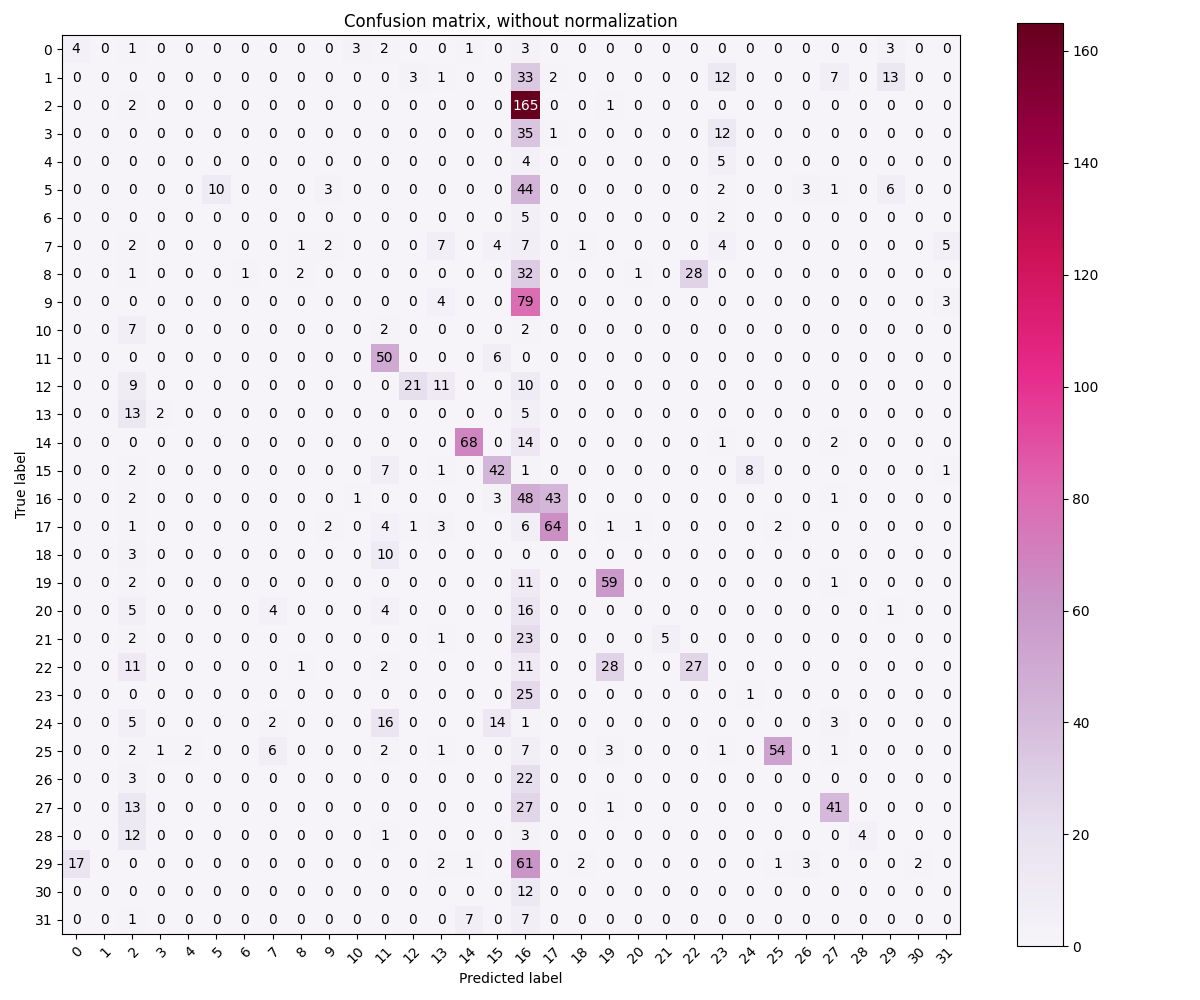 Confusion matrix, without normalization
0 4 0 1 0 0 0 0 0 0 0 3 2 0 0 1 0 3 0 0 0 0 0 0 0 0 0 0 0 0 3 0 0
1 0 0 0 0 0 0 0 0 0 0 0 0 3 1 0 0 33 2 0 0 0 0 0 12 0 0 0 7 0 13 0 0
2 0 0 2 0 0 0 0 0 0 0 0 0 0 0 0 0 165 0 0 1 0 0 0 0 0 0 0 0 0 0 0 0
3 0 0 0 0 0 0 0 0 0 0 0 0 0 0 0 0 35 1 0 0 0 0 0 12 0 0 0 0 0 0 0 0
4 0 0 0 0 0 0 0 0 0 0 0 0 0 0 0 0 4 0 0 0 0 0 0 5 0 0 0 0 0 0 0 0
5 0 0 0 0 0 10 0 0 0 3 0 0 0 0 0 0 44 0 0 0 0 0 0 2 0 0 3 1 0 6 0 0
6 0 0 0 0 0 0 0 0 0 0 0 0 0 0 0 0 5 0 0 0 0 0 0 2 0 0 0 0 0 0 0 0
7 0 0 2 0 0 0 0 0 1 2 0 0 0 7 0 4 7 0 1 0 0 0 0 4 0 0 0 0 0 0 0 5
8 0 0 1 0 0 0 1 0 2 0 0 0 0 0 0 0 32 0 0 0 1 0 28 0 0 0 0 0 0 0 0 0
9 0 0 0 0 0 0 0 0 0 0 0 0 0 4 0 0 79 0 0 0 0 0 0 0 0 0 0 0 0 0 0 3
10 0 0 7 0 0 0 0 0 0 0 0 2 0 0 0 0 2 0 0 0 0 0 0 0 0 0 0 0 0 0 0 0
11 0 0 0 0 0 0 0 0 0 0 0 50 0 0 0 6 0 0 0 0 0 0 0 0 0 0 0 0 0 0 0 0
12 0 0 9 0 0 0 0 0 0 0 0 0 21 11 0 0 10 0 0 0 0 0 0 0 0 0 0 0 0 0 0 0
13 0 0 13 2 0 0 0 0 0 0 0 0 0 0 0 0 5 0 0 0 0 0 0 0 0 0 0 0 0 0 0 0
14 0 0 0 0 0 0 0 0 0 0 0 0 0 0 68 0 14 0 0 0 0 0 0 1 0 0 0 2 0 0 0 0
15 0 0 2 0 0 0 0 0 0 0 0 7 0 1 0 42 1 0 0 0 0 0 0 0 8 0 0 0 0 0 0 1
16 0 0 2 0 0 0 0 0 0 0 1 0 0 0 0 3 48 43 0 0 0 0 0 0 0 0 0 1 0 0 0 0
17 0 0 1 0 0 0 0 0 0 2 0 4 1 3 0 0 6 64 0 1 1 0 0 0 0 2 0 0 0 0 0 0
18 0 0 3 0 0 0 0 0 0 0 0 10 0 0 0 0 0 0 0 0 0 0 0 0 0 0 0 0 0 0 0 0
19 0 0 2 0 0 0 0 0 0 0 0 0 0 0 0 0 11 0 0 59 0 0 0 0 0 0 0 1 0 0 0 0
20 0 0 5 0 0 0 0 4 0 0 0 4 0 0 0 0 16 0 0 0 0 0 0 0 0 0 0 0 0 1 0 0
21 0 0 2 0 0 0 0 0 0 0 0 0 0 1 0 0 23 0 0 0 0 5 0 0 0 0 0 0 0 0 0 0
22 0 0 11 0 0 0 0 0 1 0 0 2 0 0 0 0 11 0 0 28 0 0 27 0 0 0 0 0 0 0 0 0
23 0 0 0 0 0 0 0 0 0 0 0 0 0 0 0 0 25 0 0 0 0 0 0 0 1 0 0 0 0 0 0 0
24 0 0 5 0 0 0 0 2 0 0 0 16 0 0 0 14 1 0 0 0 0 0 0 0 0 0 0 3 0 0 0 0
25 0 0 2 1 2 0 0 6 0 0 0 2 0 1 0 0 7 0 0 3 0 0 0 1 0 54 0 1 0 0 0 0
26 0 0 3 0 0 0 0 0 0 0 0 0 0 0 0 0 22 0 0 0 0 0 0 0 0 0 0 0 0 0 0 0
27 0 0 13 0 0 0 0 0 0 0 0 0 0 0 0 0 27 0 0 1 0 0 0 0 0 0 0 41 0 0 0 0
28 0 0 12 0 0 0 0 0 0 0 0 1 0 0 0 0 3 0 0 0 0 0 0 0 0 0 0 0 4 0 0 0
29 17 0 0 0 0 0 0 0 0 0 0 0 0 2 1 0 61 0 2 0 0 0 0 0 0 1 3 0 0 0 2 0
30 0 0 0 0 0 0 0 0 0 0 0 0 0 0 0 0 12 0 0 0 0 0 0 0 0 0 0 0 0 0 0 0
31 0 0 1 0 0 0 0 0 0 0 0 0 0 0 7 0 7 0 0 0 0 0 0 0 0 0 0 0 0 0 0 0
0 1 2 3 4 5 6 7 8 9 10 11 12 13 14 15 16 17 18 19 20 21 22 23 24 25 26 27 28 29 30 31
Predicted label
True label
160
140
120
100
80
60
40
20
0